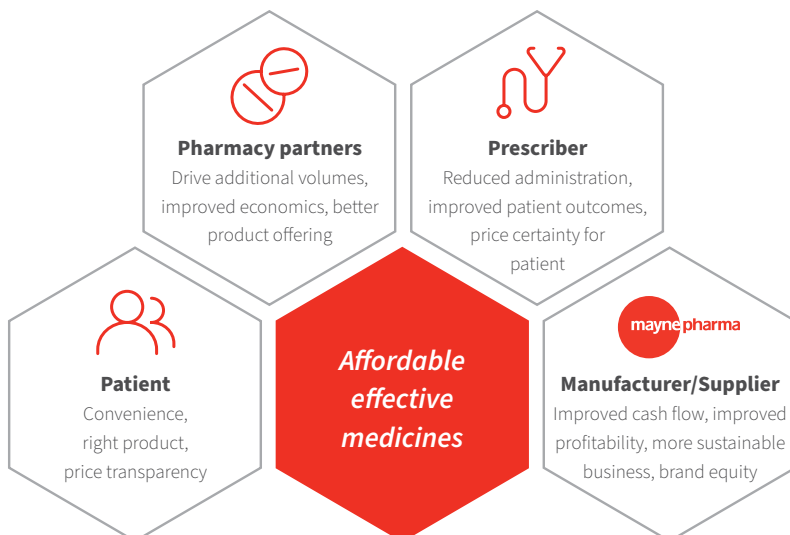 Pharmacy partners
Drive additional volumes,
improved economics, better
product offering
Prescriber
Reduced administration,
improved patient outcomes,
price certainty for
patient
Patient
Convenience,
right product,
price transparency
Affordable
effective
medicines
mayne pharma
Manufacturer/Supplier
Improved cash flow, improved
profitability, more sustainable
business, brand equity